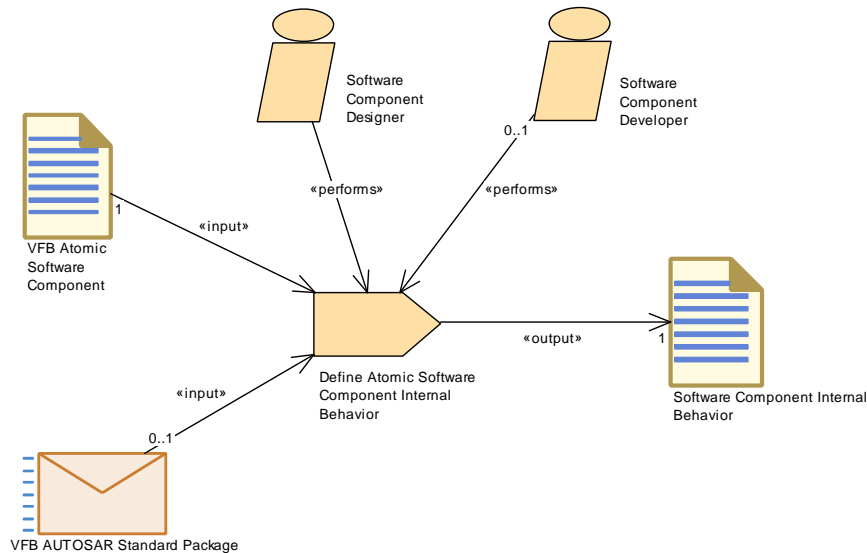 Software
Component
Designer
Software
Component
Developer
0..1
«performs»
«performs»
1
«input»
VFB Atomic
Software
Component
«output»
1
Define Atomic Software
Component Internal
Behavior
Software Component Internal
Behavior
«input»
0..1
VFB AUTOSAR Standard Package